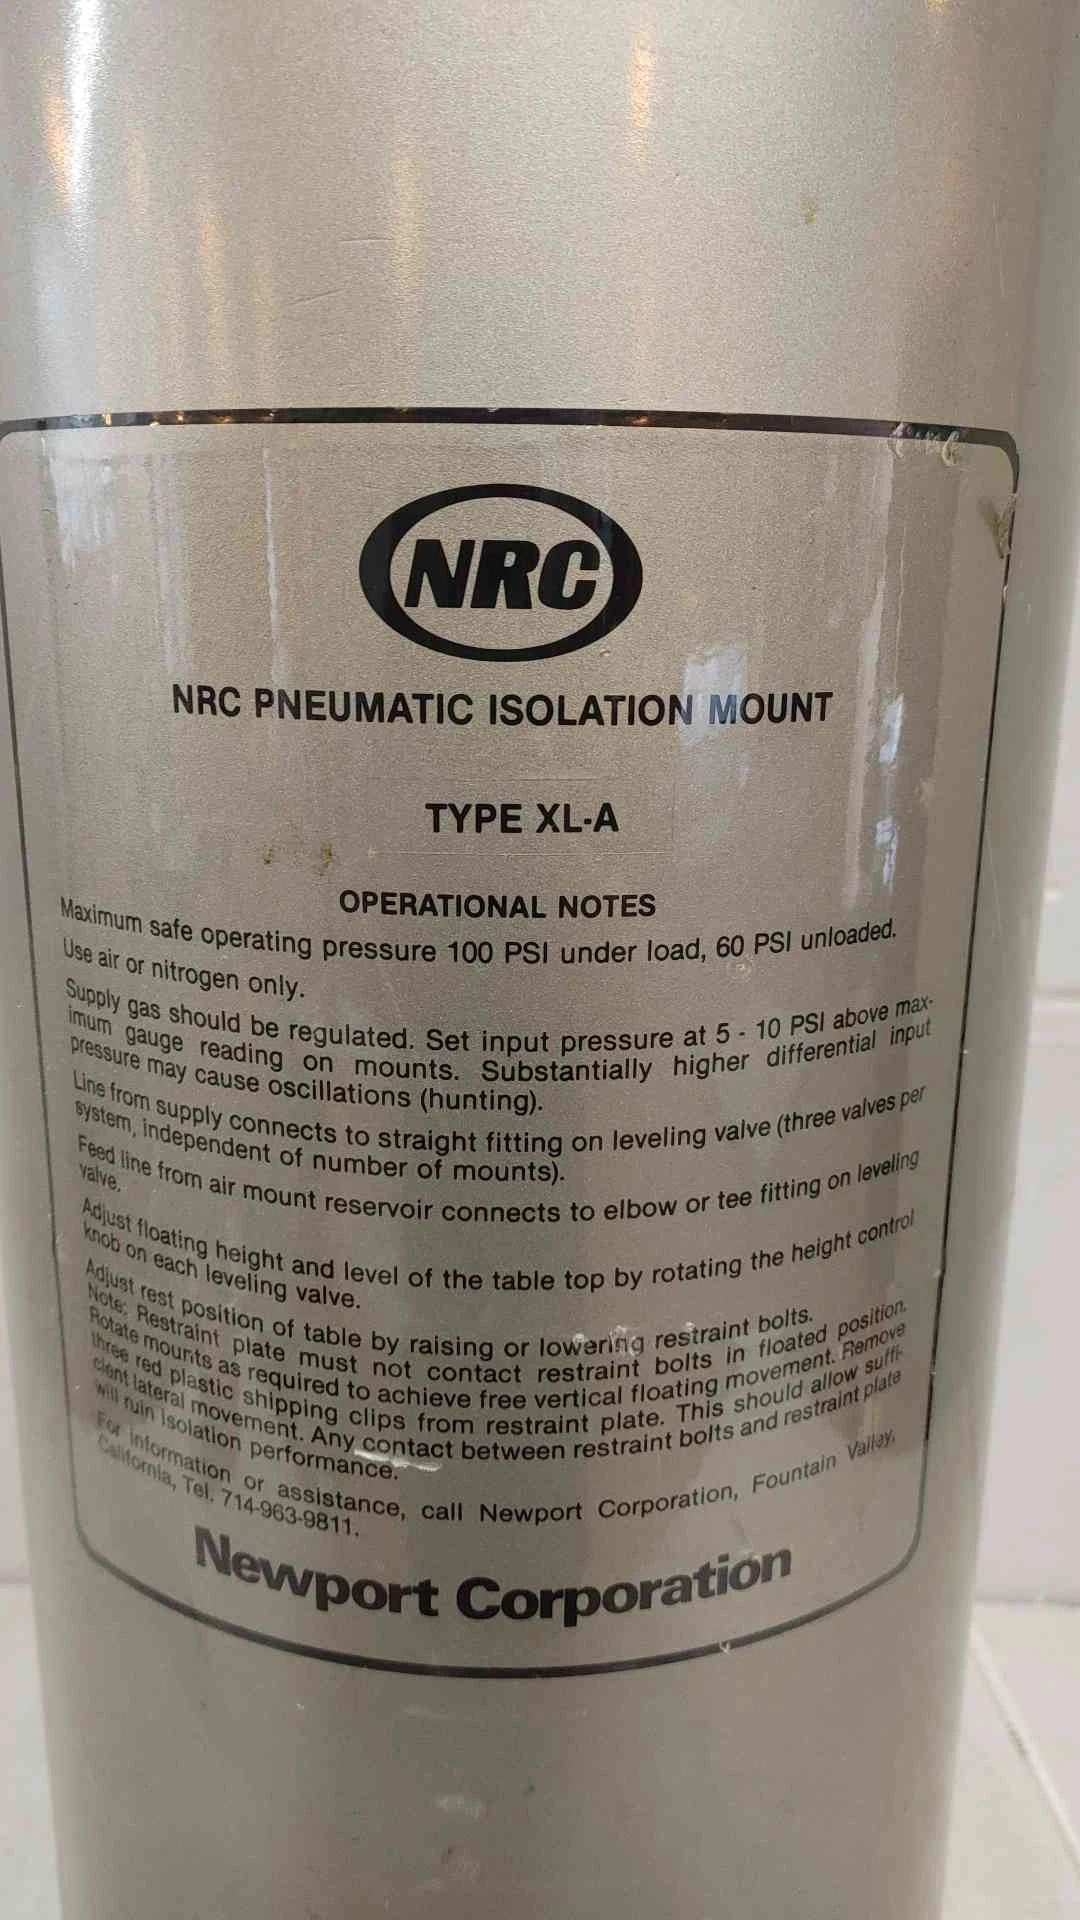 NRC
NRC PNEUMATIC ISOLATION MOUNT
TYPE XL-A
OPERATIONAL NOTES
Maximum safe operating pressure 100 PSI under load, 60 PSI unloaded.
Use air or nitrogen only.
Supply gas should be regulated. Set input pressure at 5 - 10 PSI above max-
imum gauge reading on mounts. Substantially higher differential input
pressure may cause oscillations (hunting).
Line from supply connects to straight fitting on leveling valve (three valves per
system, independent of number of mounts).
Feed line from air mount reservoir connects to elbow or tee fitting on leveling
valve.
Adjust floating height and level of the table top by rotating the height control
knob on each leveling valve.
Adjust rest position of table by raising or lowering restraint bolts.
Note: Restraint plate must not contact restraint bolts in floated position.
Rotate mounts as required to achieve free vertical floating movement. Remove
three red plastic shipping clips from restraint plate. This should allow suffi-
cient lateral movement. Any contact between restraint bolts and restraint plate
will ruin isolation performance.
For information or assistance, call Newport Corporation, Fountain Valley,
California, Tel. 714-963-9811.
Newport Corporation